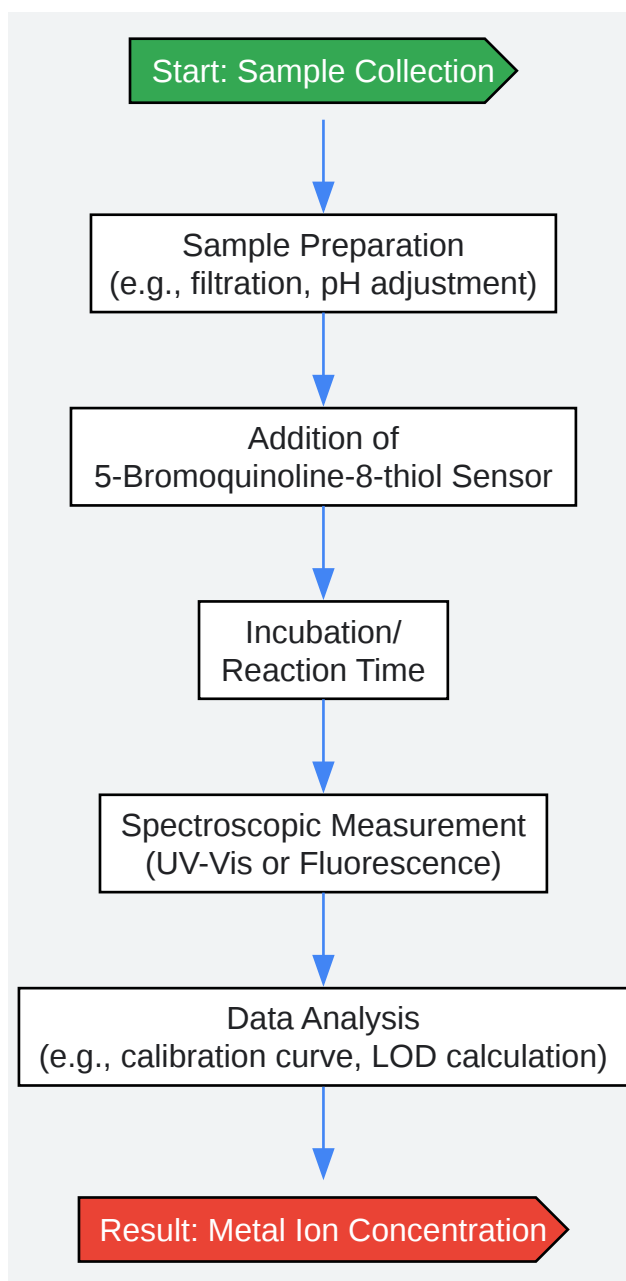 Start: Sample Collection
Sample Preparation
(e.g., filtration, pH adjustment)
Addition of
5-Bromoquinoline-8-thiol Sensor
Incubation/
Reaction Time
Spectroscopic Measurement
(UV-Vis or Fluorescence)
Data Analysis
(e.g., calibration curve, LOD calculation)
Result: Metal Ion Concentration